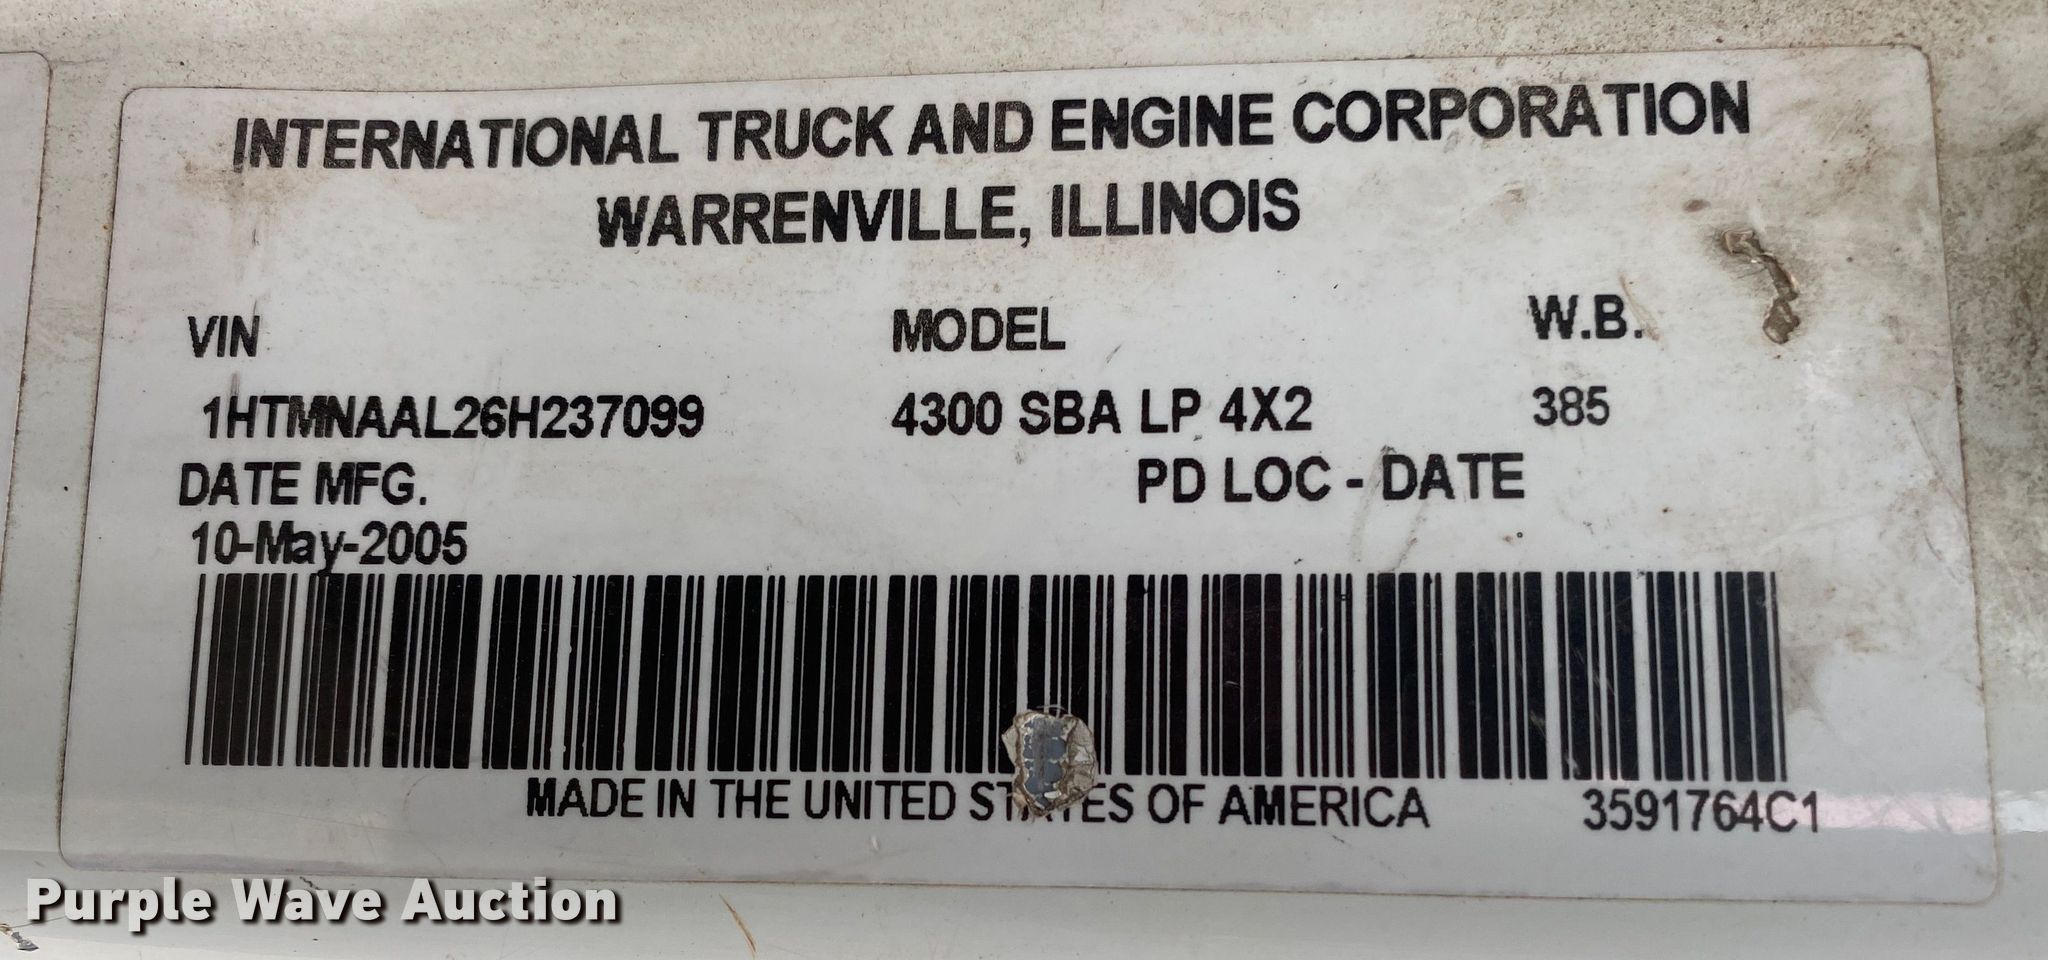 INTERNATIONAL TRUCK AND ENGINE CORPORATION
WARRENVILLE, ILLINOIS
VIN MODEL W.B.
1HTMNAAL26H237099 4300 SBA LP 4X2 385
DATE MFG. PD LOC - DATE
10-May-2005
MADE IN THE UNITED STATES OF AMERICA 3591764C1
Purple Wave Auction